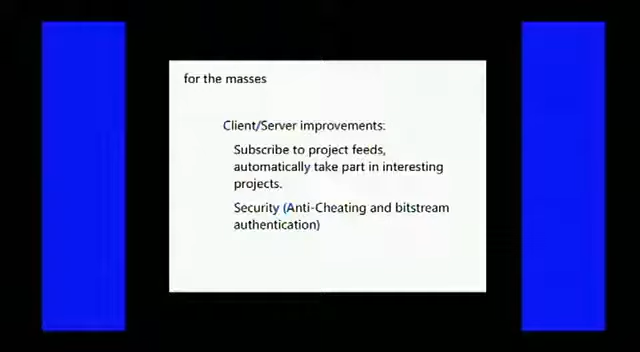 for the masses
Client/Server improvements:
Subscribe to project feeds,
automatically take part in interesting
projects.
Security (Anti-Cheating and bitstream
authentication)